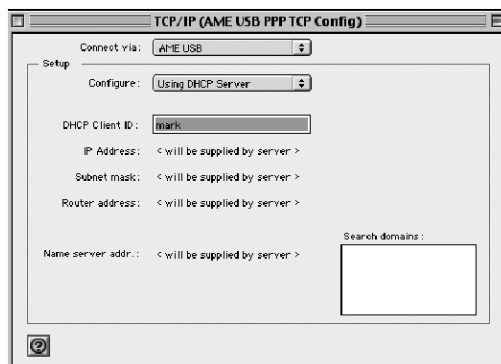 TCP/IP (AME USB PPP TCP Config)
Connect via: AME USB
Setup
Configure: Using DHCP Server
DHCP Client ID: mark
IP Address: < will be supplied by server >
Subnet mask: < will be supplied by server >
Router address: < will be supplied by server >
Search domains:
Name server addr.: < will be supplied by server >
?